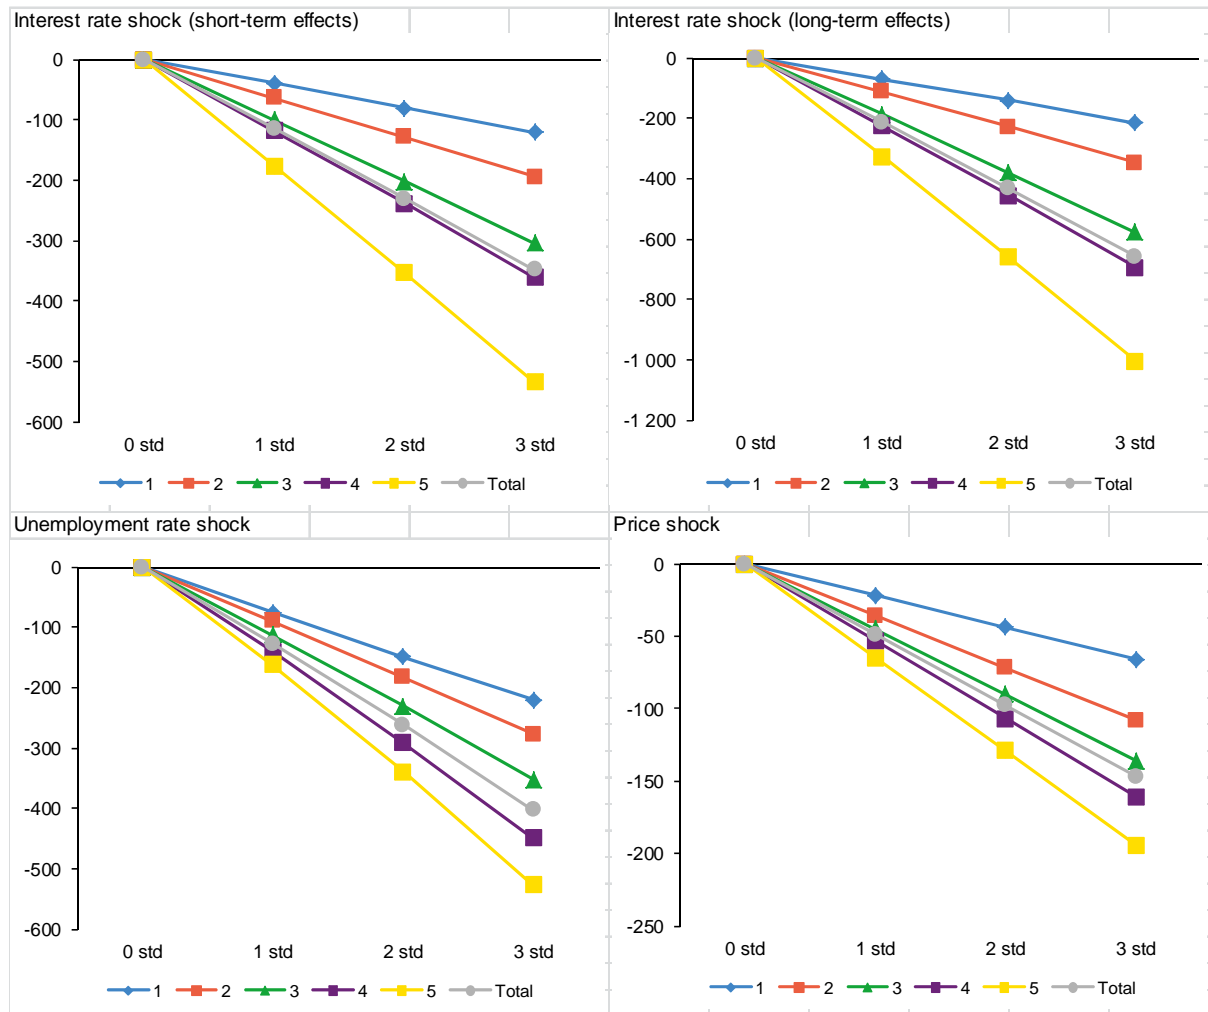 Interest rate shock (short-term effects)
0
-100
-200
-300
-400
-500
-600
0 std 1 std 2 std 3 std
1 2 3 4 5 Total
Interest rate shock (long-term effects)
0
-200
-400
-600
-800
-1 000
-1 200
0 std 1 std 2 std 3 std
1 2 3 4 5 Total
Unemployment rate shock
0
-100
-200
-300
-400
-500
-600
0 std 1 std 2 std 3 std
1 2 3 4 5 Total
Price shock
0
-50
-100
-150
-200
-250
0 std 1 std 2 std 3 std
1 2 3 4 5 Total